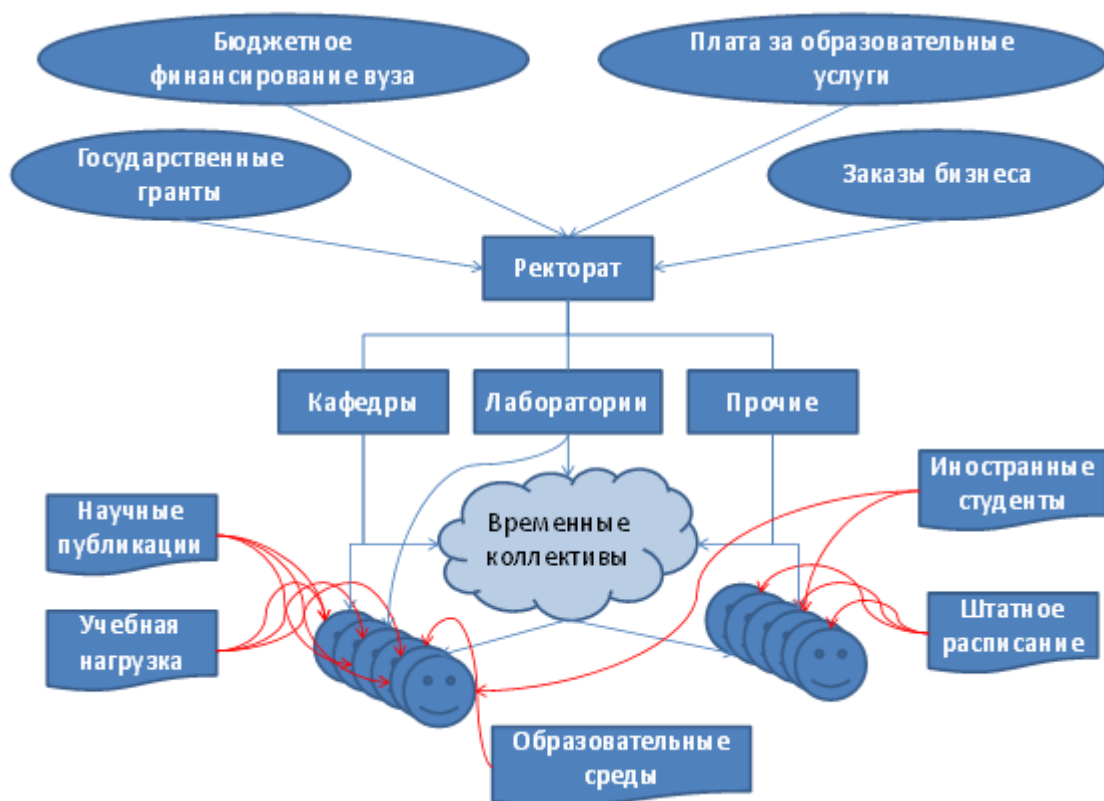 Бюджетное
финансирование вуза
Плата за образовательные
услуги
Государственные
гранты
Заказы бизнеса
Ректорат
Кафедры
Лаборатории
Прочие
Иностранные
студенты
Научные
публикации
Временные
коллективы
Учебная
нагрузка
Штатное
расписание
Образовательные
среды